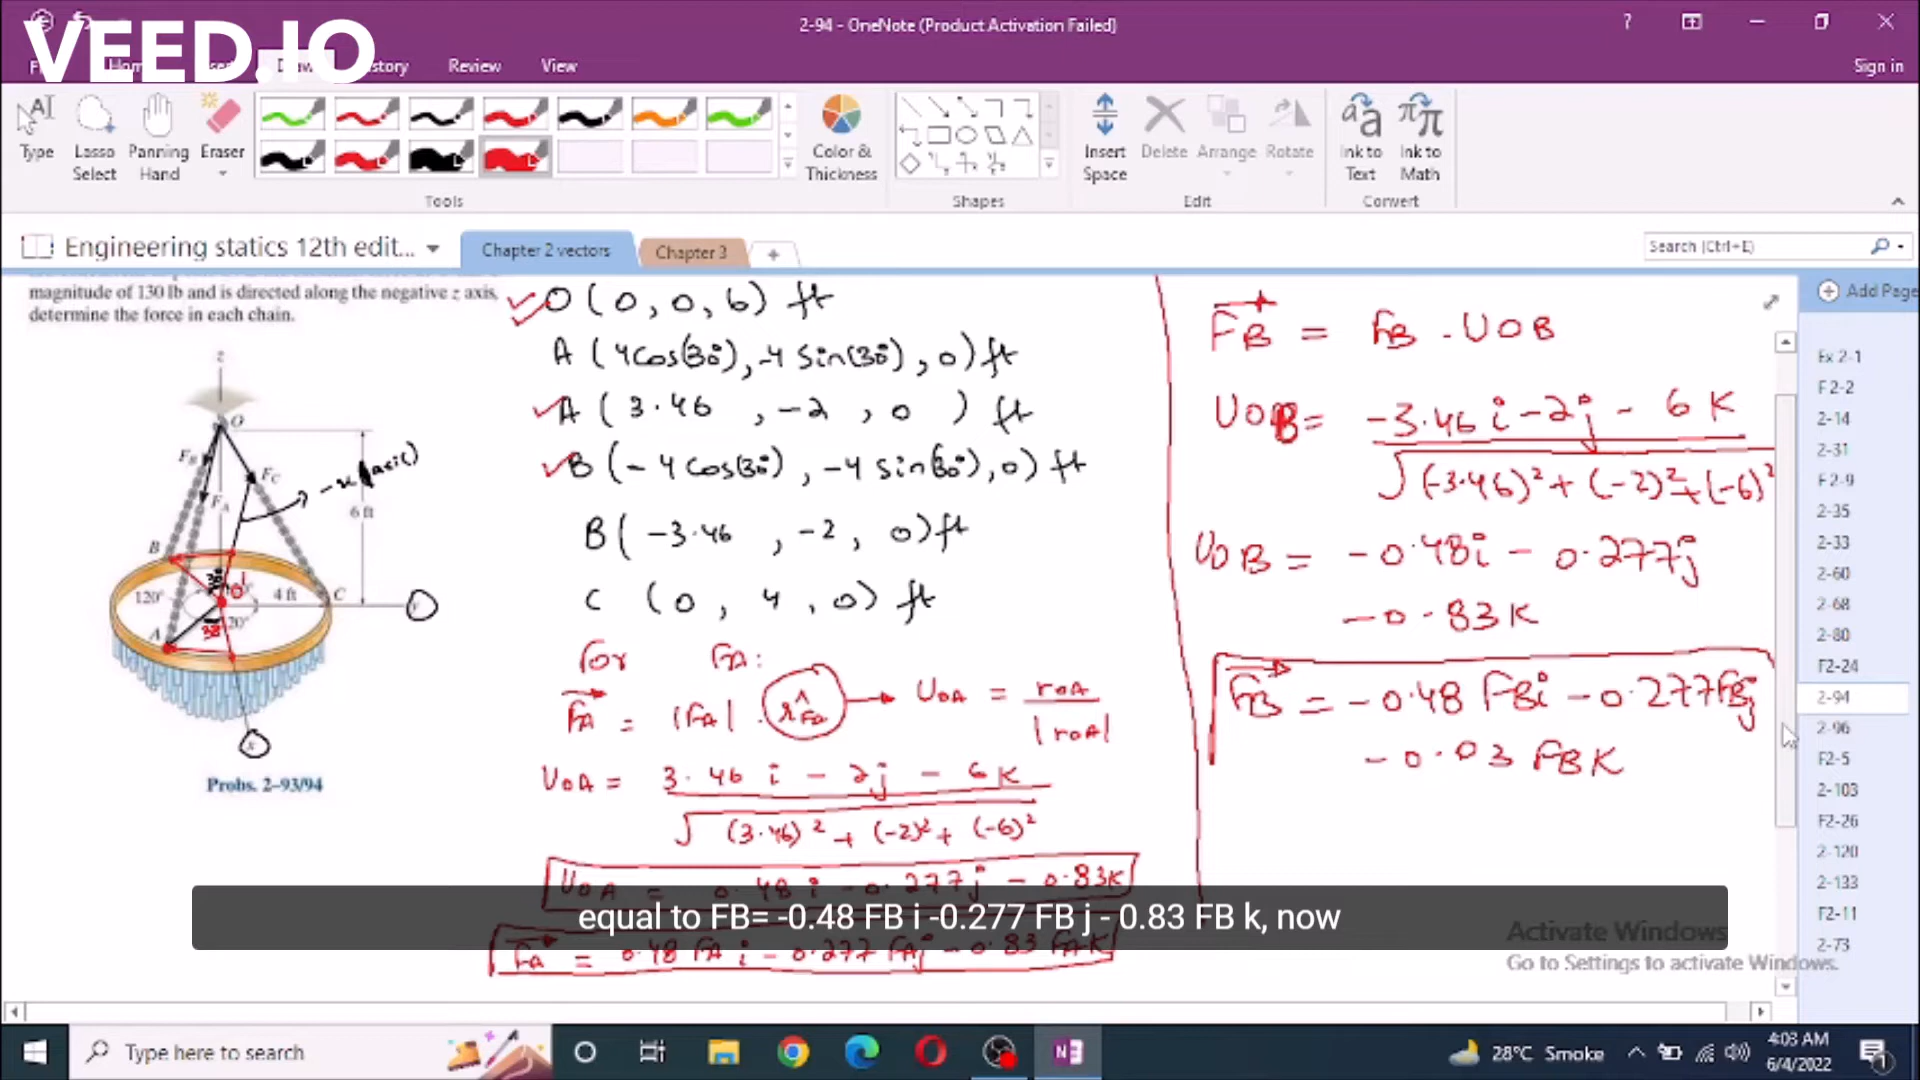 VEED.IO
2-94 - OneNote (Product Activation Failed)
Review
View
Sign in
Type
Lasso Select
Panning Hand
Eraser
Color & Thickness
Insert Space
Delete
Arrange
Rotate
Ink to Text
Ink to Math
Tools
Shapes
Edit
Convert
Engineering statics 12th edit...
Chapter 2 vectors
Chapter 3
Search (Ctrl+E)
magnitude of 130 lb and is directed along the negative z axis,
determine the force in each chain.
z
O
FB
FC
FA
-x axis
6 ft
B
120°
4 ft
C
A
120°
x
Probs. 2–93/94
O (0, 0, 6) ft
A (4cos(30°), -4 sin(30°), 0) ft
A (3.46, -2, 0) ft
B (-4cos(30°), -4 sin(30°), 0) ft
B (-3.46, -2, 0) ft
C (0, 4, 0) ft
For FA:
FA = |FA| . rFA → UOA = rOA / |rOA|
UOA = 3.46 i - 2j - 6 K
√ (3.46)² + (-2)² + (-6)²
UOA = 0.48 i - 0.277j - 0.83K
FA = 0.48 FA i - 0.277 FAj - 0.83 FAK
FB = FB . UOB
UOB = -3.46 i - 2j - 6 K
√ (-3.46)² + (-2)² + (-6)²
UOB = -0.48i - 0.277j
-0.83K
FB = -0.48 FBi - 0.277FBj
-0.83 FBK
Add Page
Ex 2-1
F 2-2
2-14
2-31
F 2-9
2-35
2-33
2-60
2-68
2-80
F2-24
2-94
2-96
F2-5
2-103
F2-26
2-120
2-133
F2-11
2-73
equal to FB= -0.48 FB i -0.277 FB j - 0.83 FB k, now
Activate Windows
Go to Settings to activate Windows.
Type here to search
28°C Smoke
4:03 AM
6/4/2022